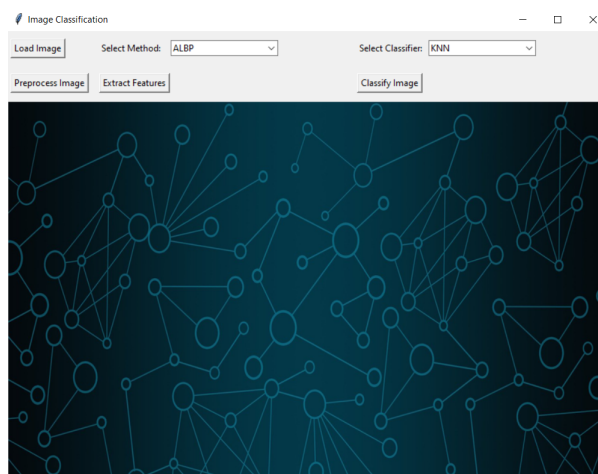 Image Classification
Load Image Select Method: ALBP Select Classifier: KNN
Preprocess Image Extract Features Classify Image